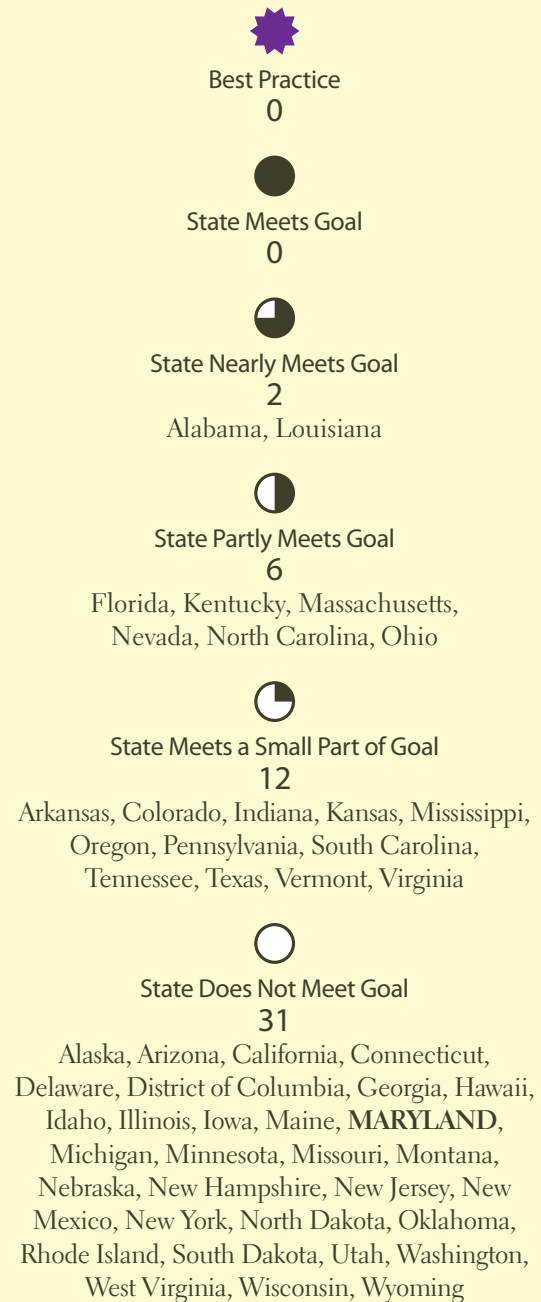 Best Practice
0
State Meets Goal
0
State Nearly Meets Goal
2
Alabama, Louisiana
State Partly Meets Goal
6
Florida, Kentucky, Massachusetts,
Nevada, North Carolina, Ohio
State Meets a Small Part of Goal
12
Arkansas, Colorado, Indiana, Kansas, Mississippi,
Oregon, Pennsylvania, South Carolina,
Tennessee, Texas, Vermont, Virginia
State Does Not Meet Goal
31
Alaska, Arizona, California, Connecticut,
Delaware, District of Columbia, Georgia, Hawaii,
Idaho, Illinois, Iowa, Maine, MARYLAND,
Michigan, Minnesota, Missouri, Montana,
Nebraska, New Hampshire, New Jersey, New
Mexico, New York, North Dakota, Oklahoma,
Rhode Island, South Dakota, Utah, Washington,
West Virginia, Wisconsin, Wyoming